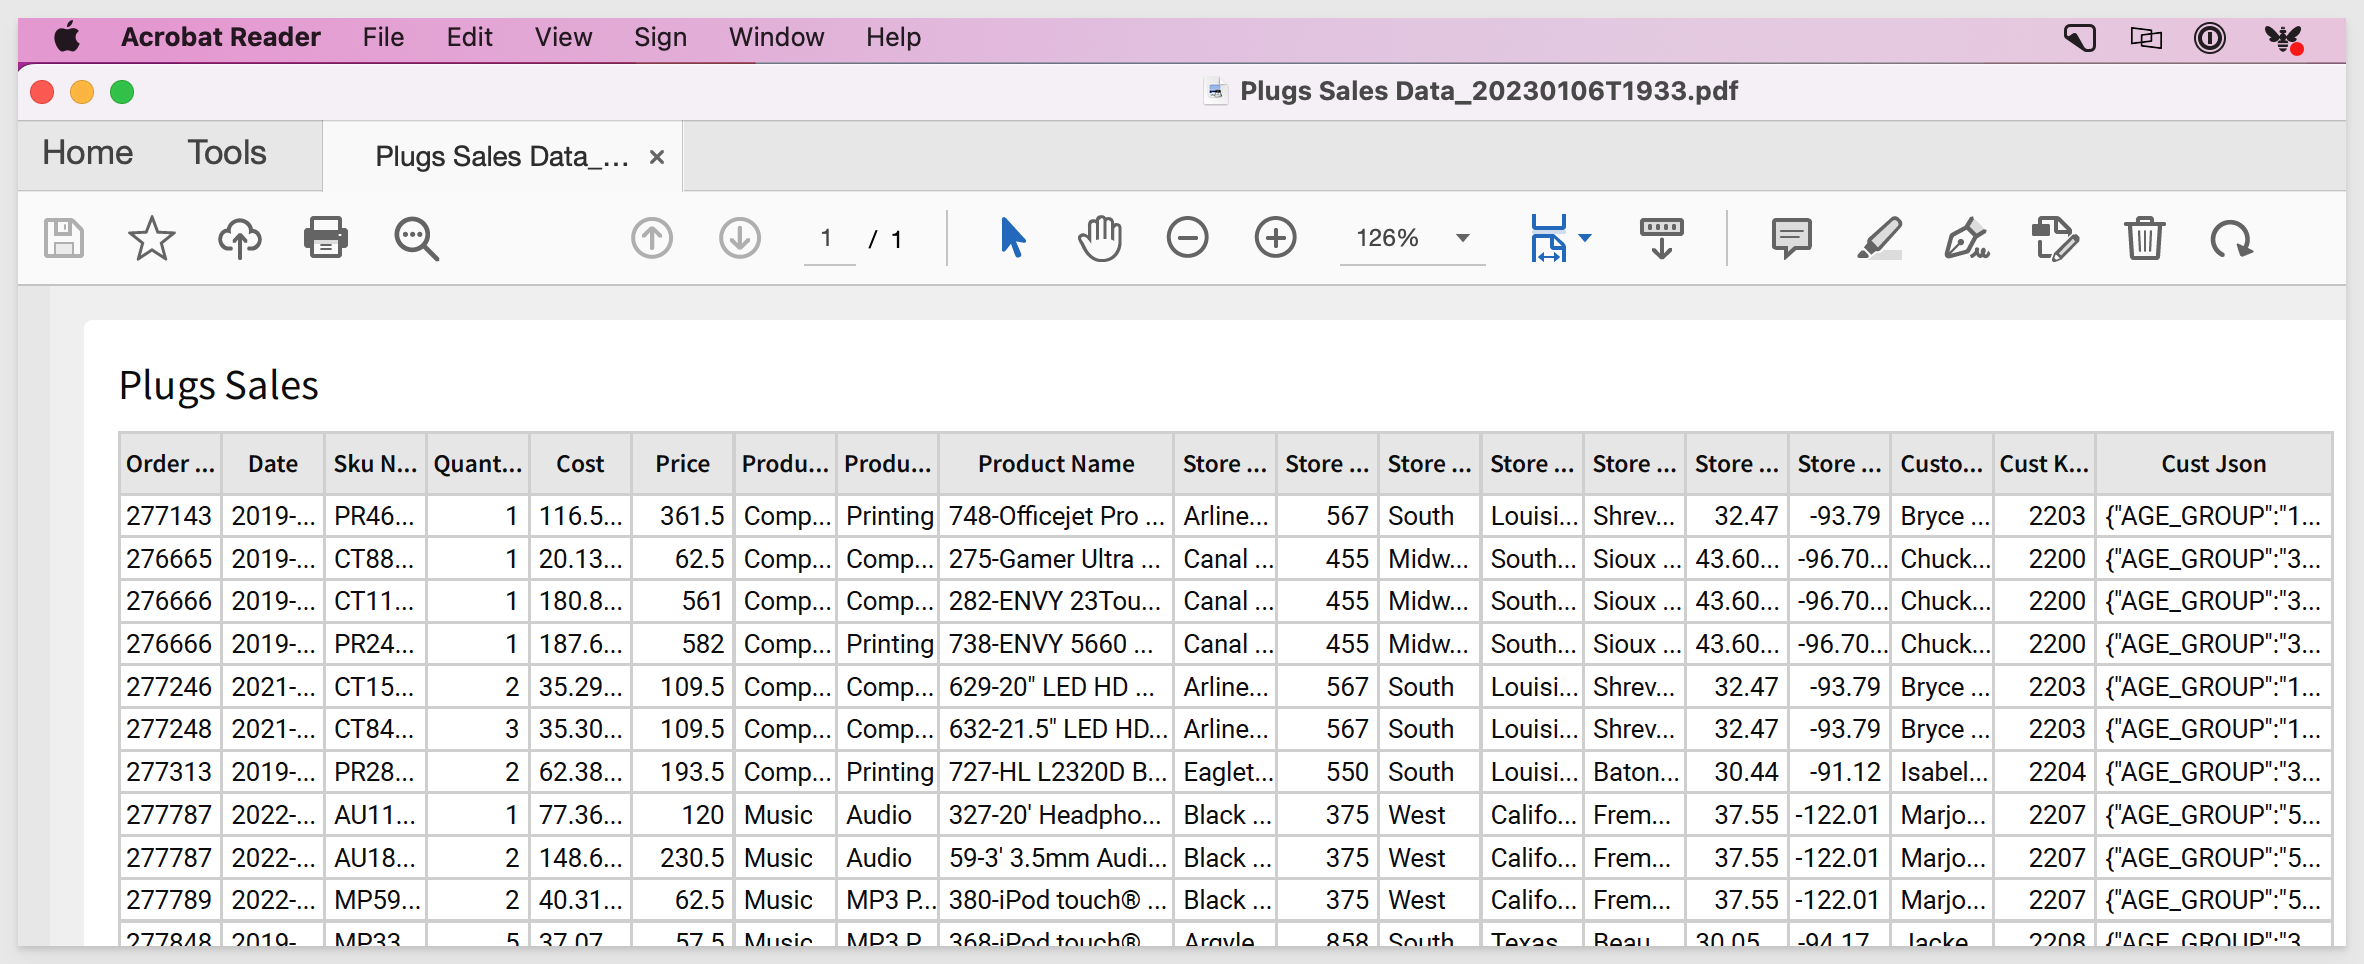 Acrobat Reader File Edit View Sign Window Help
Plugs Sales Data_20230106T1933.pdf
Home Tools Plugs Sales Data_... ×
1 / 1 126%
Plugs Sales
Order ... Date Sku N... Quant... Cost Price Produ... Produ... Product Name Store ... Store ... Store ... Store ... Store ... Store ... Store ... Custo... Cust K... Cust Json
277143 2019-... PR46... 1 116.5... 361.5 Comp... Printing 748-Officejet Pro ... Arline... 567 South Louisi... Shrev... 32.47 -93.79 Bryce ... 2203 {"AGE_GROUP":"1...
276665 2019-... CT88... 1 20.13... 62.5 Comp... Comp... 275-Gamer Ultra ... Canal ... 455 Midw... South... Sioux ... 43.60... -96.70... Chuck... 2200 {"AGE_GROUP":"3...
276666 2019-... CT11... 1 180.8... 561 Comp... Comp... 282-ENVY 23Tou... Canal ... 455 Midw... South... Sioux ... 43.60... -96.70... Chuck... 2200 {"AGE_GROUP":"3...
276666 2019-... PR24... 1 187.6... 582 Comp... Printing 738-ENVY 5660 ... Canal ... 455 Midw... South... Sioux ... 43.60... -96.70... Chuck... 2200 {"AGE_GROUP":"3...
277246 2021-... CT15... 2 35.29... 109.5 Comp... Comp... 629-20" LED HD ... Arline... 567 South Louisi... Shrev... 32.47 -93.79 Bryce ... 2203 {"AGE_GROUP":"1...
277248 2021-... CT84... 3 35.30... 109.5 Comp... Comp... 632-21.5" LED HD... Arline... 567 South Louisi... Shrev... 32.47 -93.79 Bryce ... 2203 {"AGE_GROUP":"1...
277313 2019-... PR28... 2 62.38... 193.5 Comp... Printing 727-HL L2320D B... Eaglet... 550 South Louisi... Baton... 30.44 -91.12 Isabel... 2204 {"AGE_GROUP":"3...
277787 2022-... AU11... 1 77.36... 120 Music Audio 327-20' Headpho... Black ... 375 West Califo... Frem... 37.55 -122.01 Marjo... 2207 {"AGE_GROUP":"5...
277787 2022-... AU18... 2 148.6... 230.5 Music Audio 59-3' 3.5mm Audi... Black ... 375 West Califo... Frem... 37.55 -122.01 Marjo... 2207 {"AGE_GROUP":"5...
277789 2022-... MP59... 2 40.31... 62.5 Music MP3 P... 380-iPod touch® ... Black ... 375 West Califo... Frem... 37.55 -122.01 Marjo... 2207 {"AGE_GROUP":"5...
277848 2019- MP33 5 37.07 57.5 Music MP3 P 368-iPod touch® Argyle 858 South Texas Beau 30.05 -94.17 Jacke 2208 {"AGE_GROUP":"3